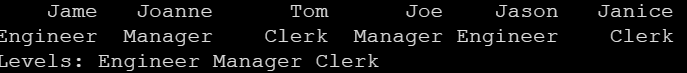 Jame Joanne Tom Joe Jason Janice
Engineer Manager Clerk Manager Engineer Clerk
Levels: Engineer Manager Clerk